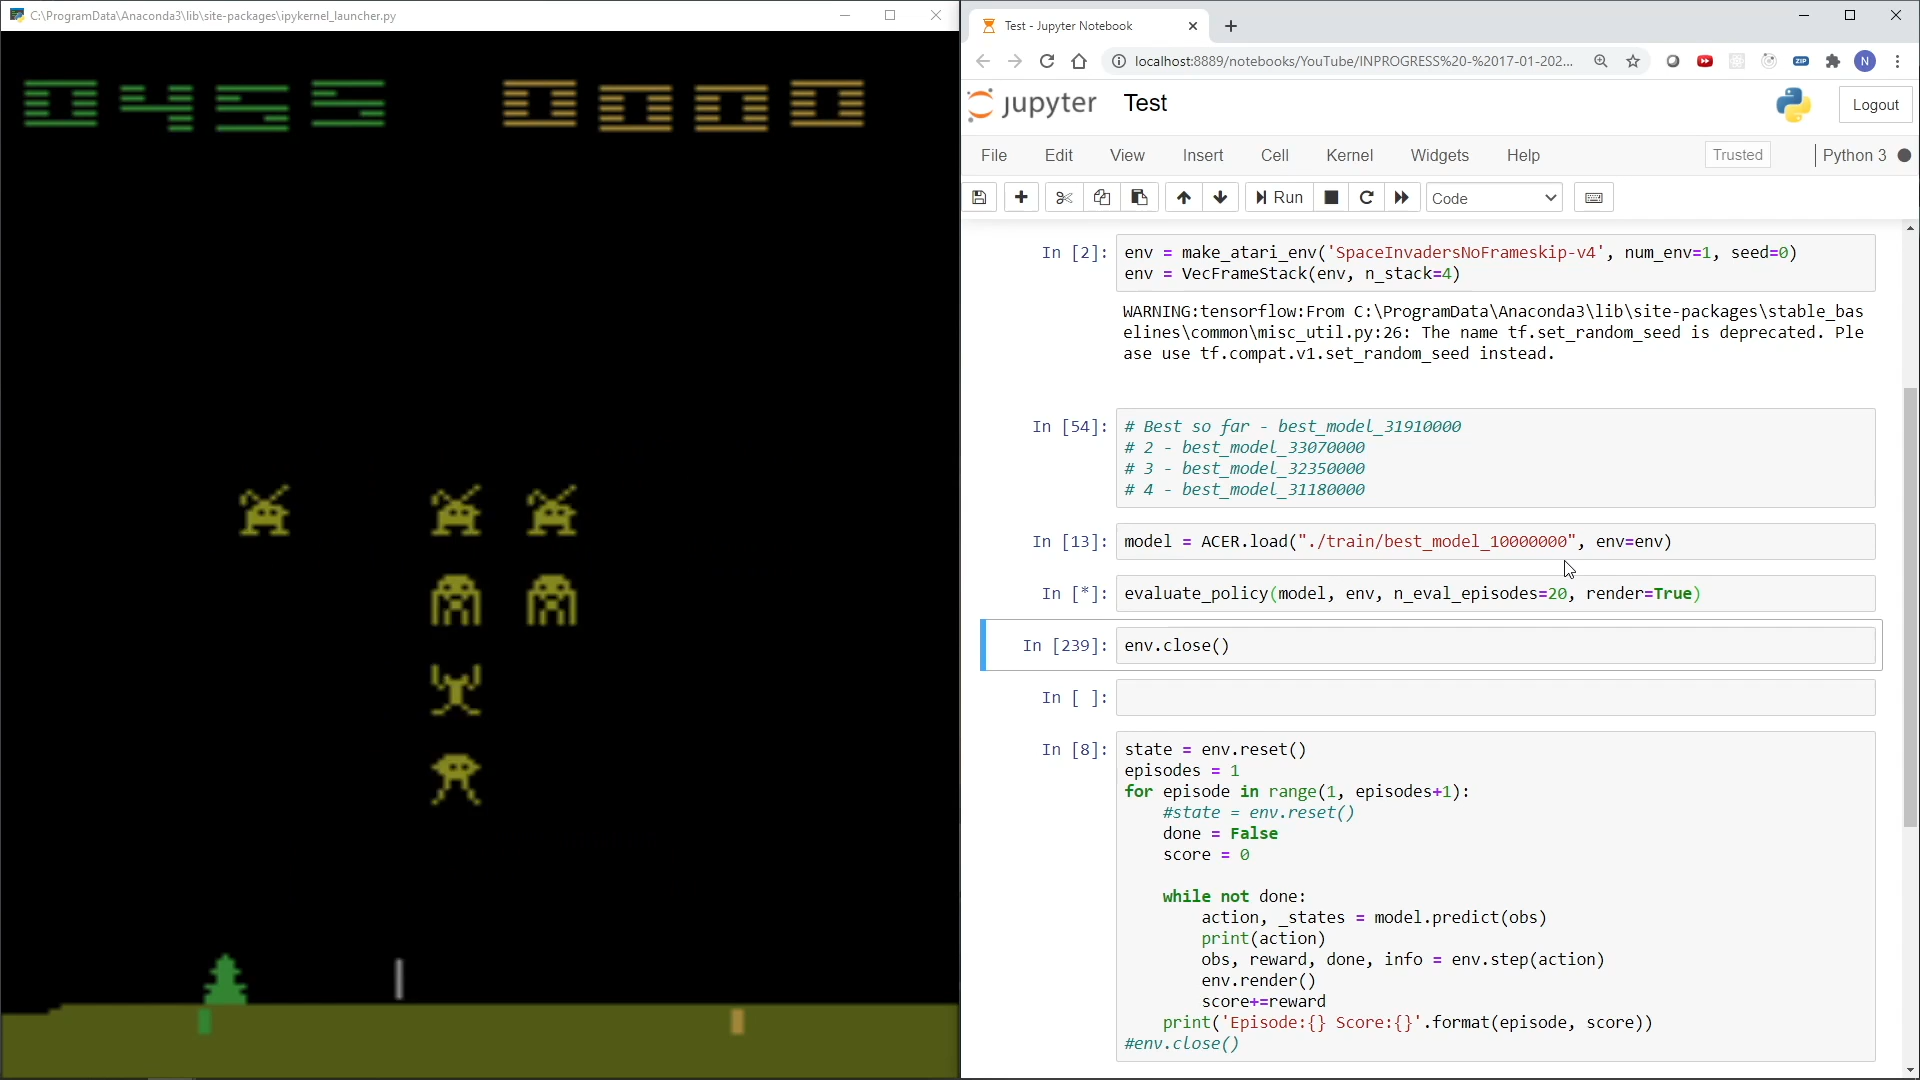 C:\ProgramData\Anaconda3\lib\site-packages\ipykernel_launcher.py
0455 0000
Test - Jupyter Notebook
localhost:8889/notebooks/YouTube/INPROGRESS%20-%2017-01-202...
ZIP
N
jupyter Test
Logout
File Edit View Insert Cell Kernel Widgets Help
Trusted
Python 3
Run
Code
In [2]: env = make_atari_env('SpaceInvadersNoFrameskip-v4', num_env=1, seed=0)
env = VecFrameStack(env, n_stack=4)
WARNING:tensorflow:From C:\ProgramData\Anaconda3\lib\site-packages\stable_bas
elines\common\misc_util.py:26: The name tf.set_random_seed is deprecated. Ple
ase use tf.compat.v1.set_random_seed instead.
In [54]: # Best so far - best_model_31910000
# 2 - best_model_33070000
# 3 - best_model_32350000
# 4 - best_model_31180000
In [13]: model = ACER.load("./train/best_model_10000000", env=env)
In [*]: evaluate_policy(model, env, n_eval_episodes=20, render=True)
In [239]: env.close()
In [ ]:
In [8]: state = env.reset()
episodes = 1
for episode in range(1, episodes+1):
#state = env.reset()
done = False
score = 0
while not done:
action, _states = model.predict(obs)
print(action)
obs, reward, done, info = env.step(action)
env.render()
score+=reward
print('Episode:{} Score:{}'.format(episode, score))
#env.close()